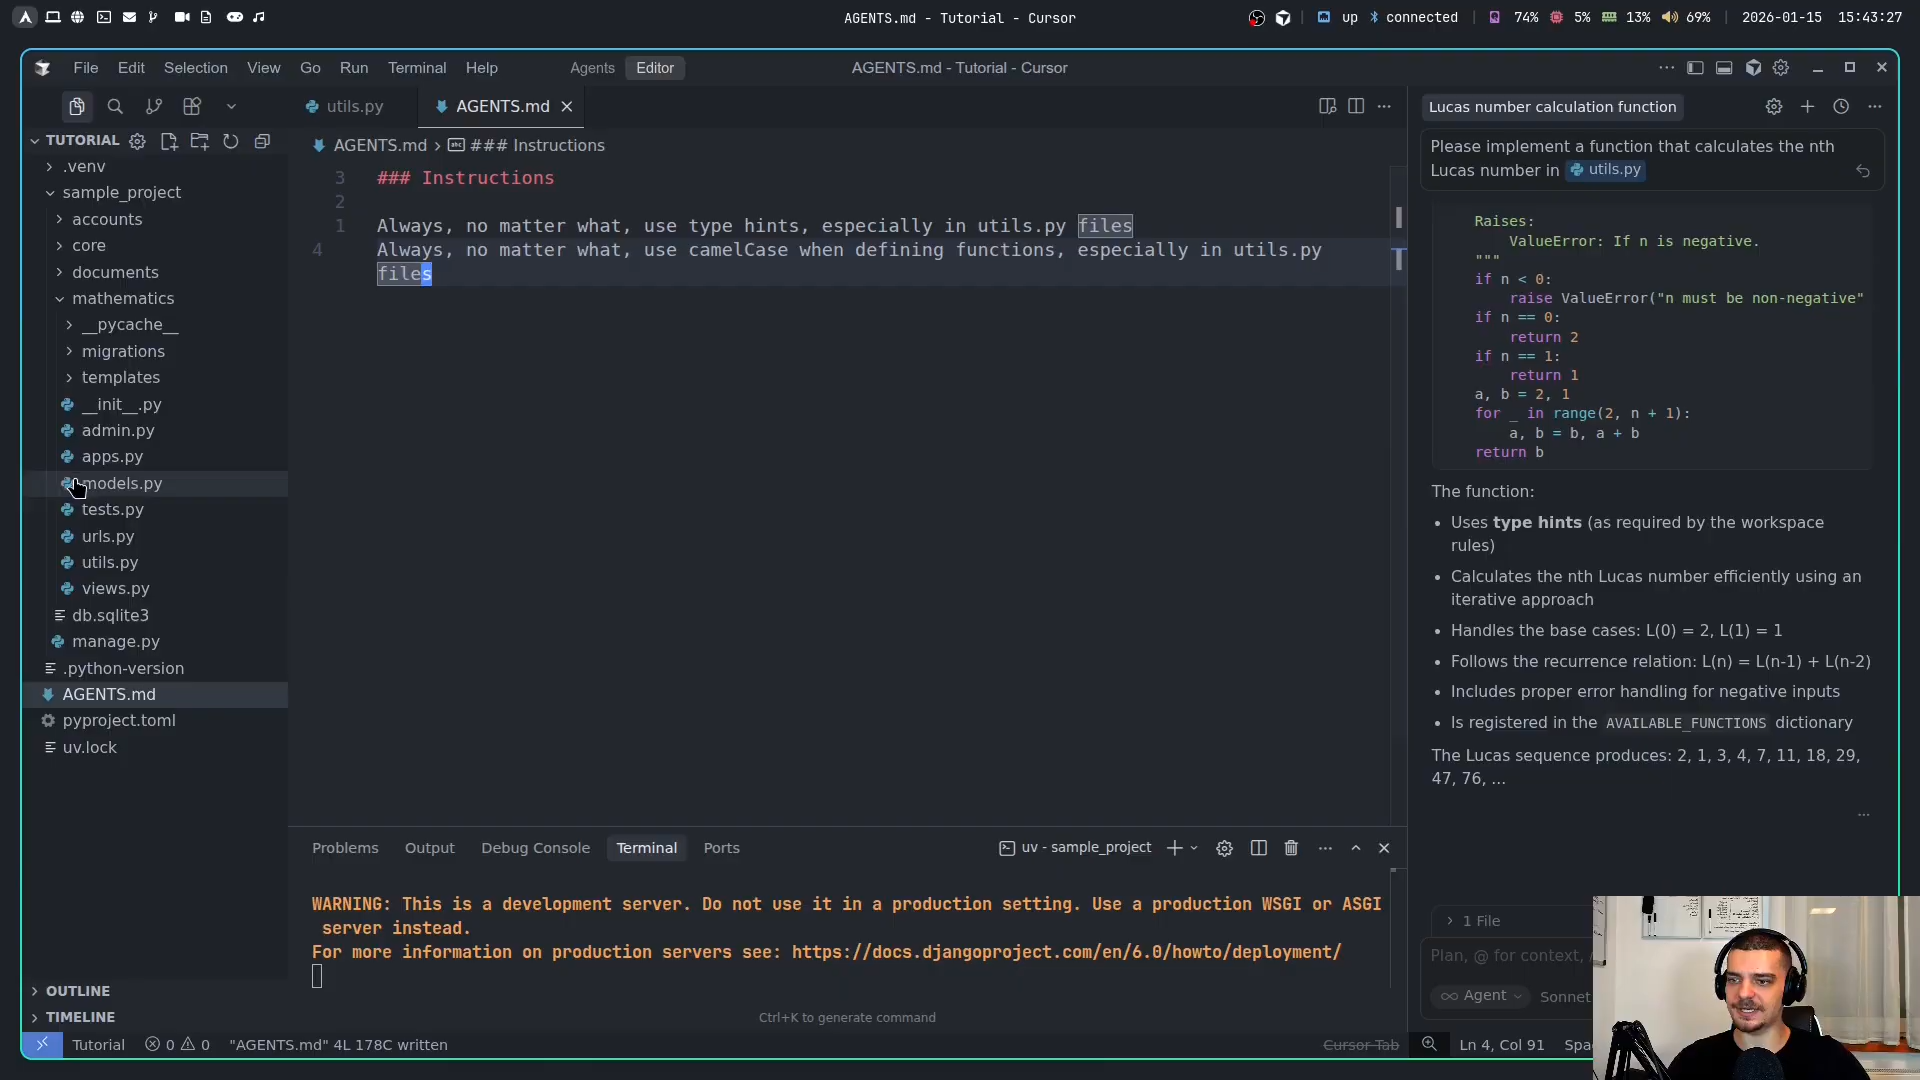 AGENTS.md - Tutorial - Cursor
up
connected
74%
5%
13%
69%
2026-01-15
15:43:27
File Edit Selection View Go Run Terminal Help
Agents
Editor
AGENTS.md - Tutorial - Cursor
utils.py
AGENTS.md
Lucas number calculation function
TUTORIAL
.venv
sample_project
accounts
core
documents
mathematics
__pycache__
migrations
templates
__init__.py
admin.py
apps.py
models.py
tests.py
urls.py
utils.py
views.py
db.sqlite3
manage.py
.python-version
AGENTS.md
pyproject.toml
uv.lock
OUTLINE
TIMELINE
AGENTS.md › ### Instructions
3 ### Instructions
2
1 Always, no matter what, use type hints, especially in utils.py files
4 Always, no matter what, use camelCase when defining functions, especially in utils.py
files
Please implement a function that calculates the nth
Lucas number in utils.py
Raises:
ValueError: If n is negative.
"""
if n < 0:
raise ValueError("n must be non-negative"
if n == 0:
return 2
if n == 1:
return 1
a, b = 2, 1
for _ in range(2, n + 1):
a, b = b, a + b
return b
The function:
• Uses type hints (as required by the workspace
rules)
• Calculates the nth Lucas number efficiently using an
iterative approach
• Handles the base cases: L(0) = 2, L(1) = 1
• Follows the recurrence relation: L(n) = L(n-1) + L(n-2)
• Includes proper error handling for negative inputs
• Is registered in the AVAILABLE_FUNCTIONS dictionary
The Lucas sequence produces: 2, 1, 3, 4, 7, 11, 18, 29,
47, 76, ...
1 File
Plan, @ for context, /
Agent
Sonnet
Problems Output Debug Console Terminal Ports
uv - sample_project
WARNING: This is a development server. Do not use it in a production setting. Use a production WSGI or ASGI
server instead.
For more information on production servers see: https://docs.djangoproject.com/en/6.0/howto/deployment/
Ctrl+K to generate command
Tutorial
0
0
"AGENTS.md" 4L 178C written
Cursor Tab
Ln 4, Col 91
Spa